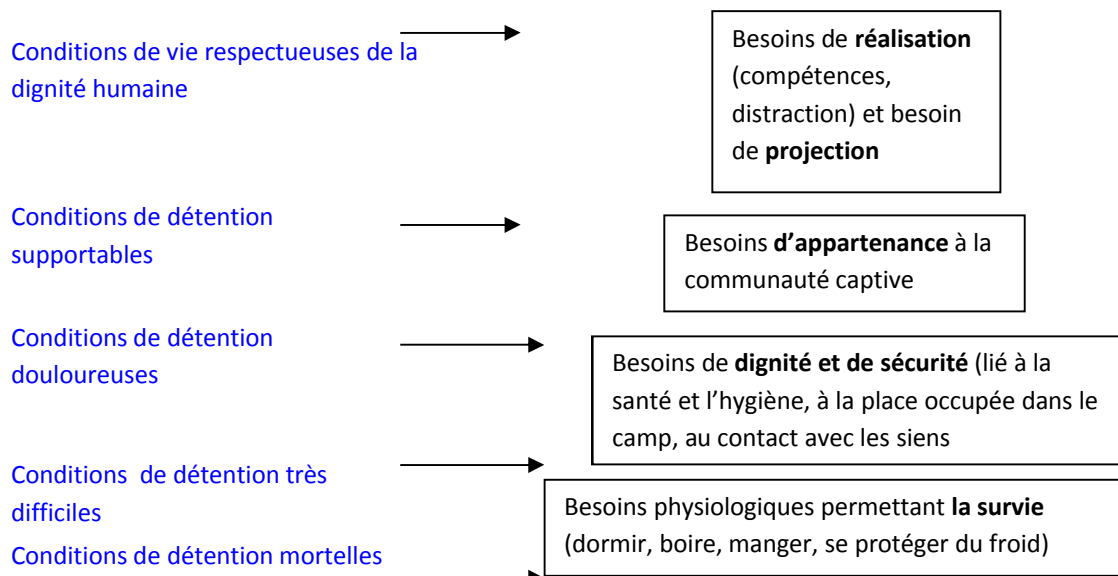 Conditions de vie respectueuses de la
dignité humaine
Besoins de réalisation
(compétences,
distraction) et besoin
de projection
Conditions de détention
supportables
Besoins d’appartenance à la
communauté captive
Conditions de détention
douloureuses
Besoins de dignité et de sécurité (lié à la
santé et l’hygiène, à la place occupée dans le
camp, au contact avec les siens
Conditions  de détention très
difficiles
Besoins physiologiques permettant la survie
(dormir, boire, manger, se protéger du froid)
Conditions de détention mortelles